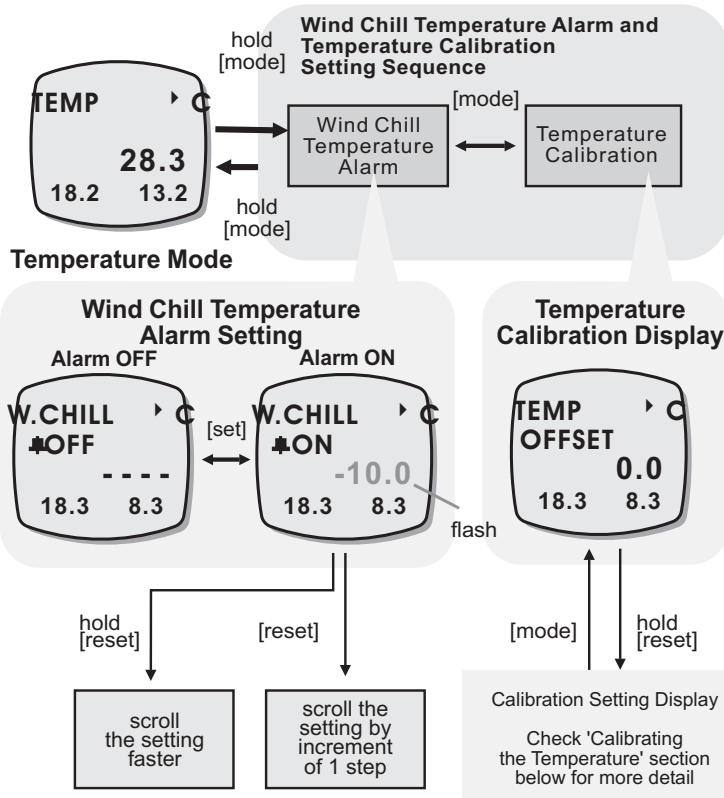 Wind Chill Temperature Alarm and
Temperature Calibration
Setting Sequence
hold
[mode]
TEMP C
28.3
18.2 13.2
Wind Chill
Temperature
Alarm
[mode]
Temperature
Calibration
hold
[mode]
Temperature Mode
Wind Chill Temperature
Alarm Setting
Alarm OFF
Alarm ON
W.CHILL C
OFF
- - - -
18.3 8.3
[set]
W.CHILL C
ON
-10.0
18.3 8.3
flash
Temperature
Calibration Display
TEMP C
OFFSET
0.0
18.3 8.3
hold
[reset]
[reset]
[mode]
hold
[reset]
scroll
the setting
faster
scroll the
setting by
increment
of 1 step
Calibration Setting Display
Check 'Calibrating
the Temperature' section
below for more detail